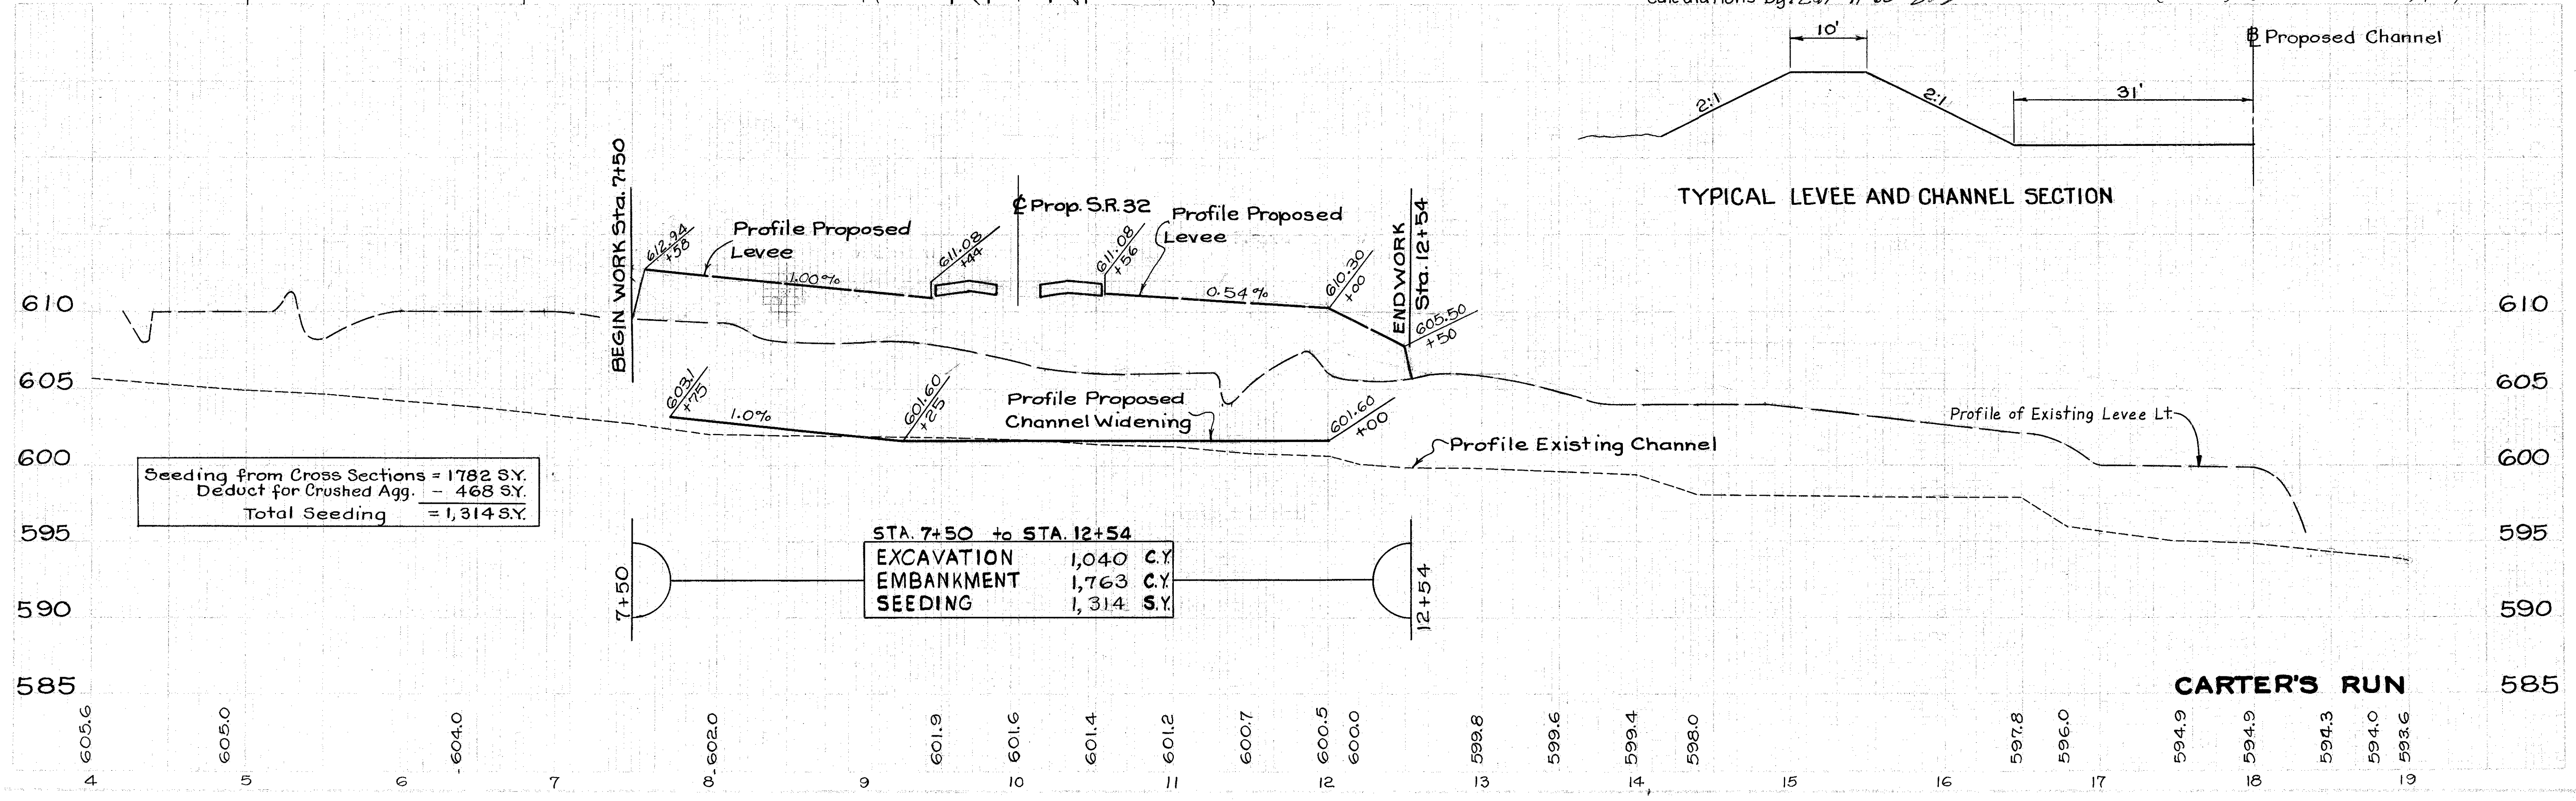 10'
ⴲ Proposed Channel
2:1
2:1
31'
TYPICAL LEVEE AND CHANNEL SECTION
BEGIN WORK Sta. 7+50
612.94
+58
Profile Proposed
Levee
1.00%
611.08
+44
₵ Prop. S.R. 32
611.08
+56
Profile Proposed
Levee
0.54%
610.30
+00
END WORK
Sta. 12+54
605.50
+50
610
610
605
605
603.1
+75
1.0%
601.60
+25
Profile Proposed
Channel Widening
601.60
+00
Profile Existing Channel
Profile of Existing Levee Lt.
600
600
Seeding from Cross Sections = 1782 S.Y.
Deduct for Crushed Agg. - 468 S.Y.
Total Seeding = 1,314 S.Y.
595
595
7+50
STA. 7+50 to STA. 12+54
EXCAVATION 1,040 C.Y.
EMBANKMENT 1,763 C.Y.
SEEDING 1,314 S.Y.
12+54
590
590
585
CARTER'S RUN
585
605.6
605.0
604.0
602.0
601.9
601.6
601.4
601.2
600.7
600.5
600.0
599.8
599.6
599.4
598.0
597.8
596.0
594.9
594.9
594.3
594.0
593.6
4 5 6 7 8 9 10 11 12 13 14 15 16 17 18 19